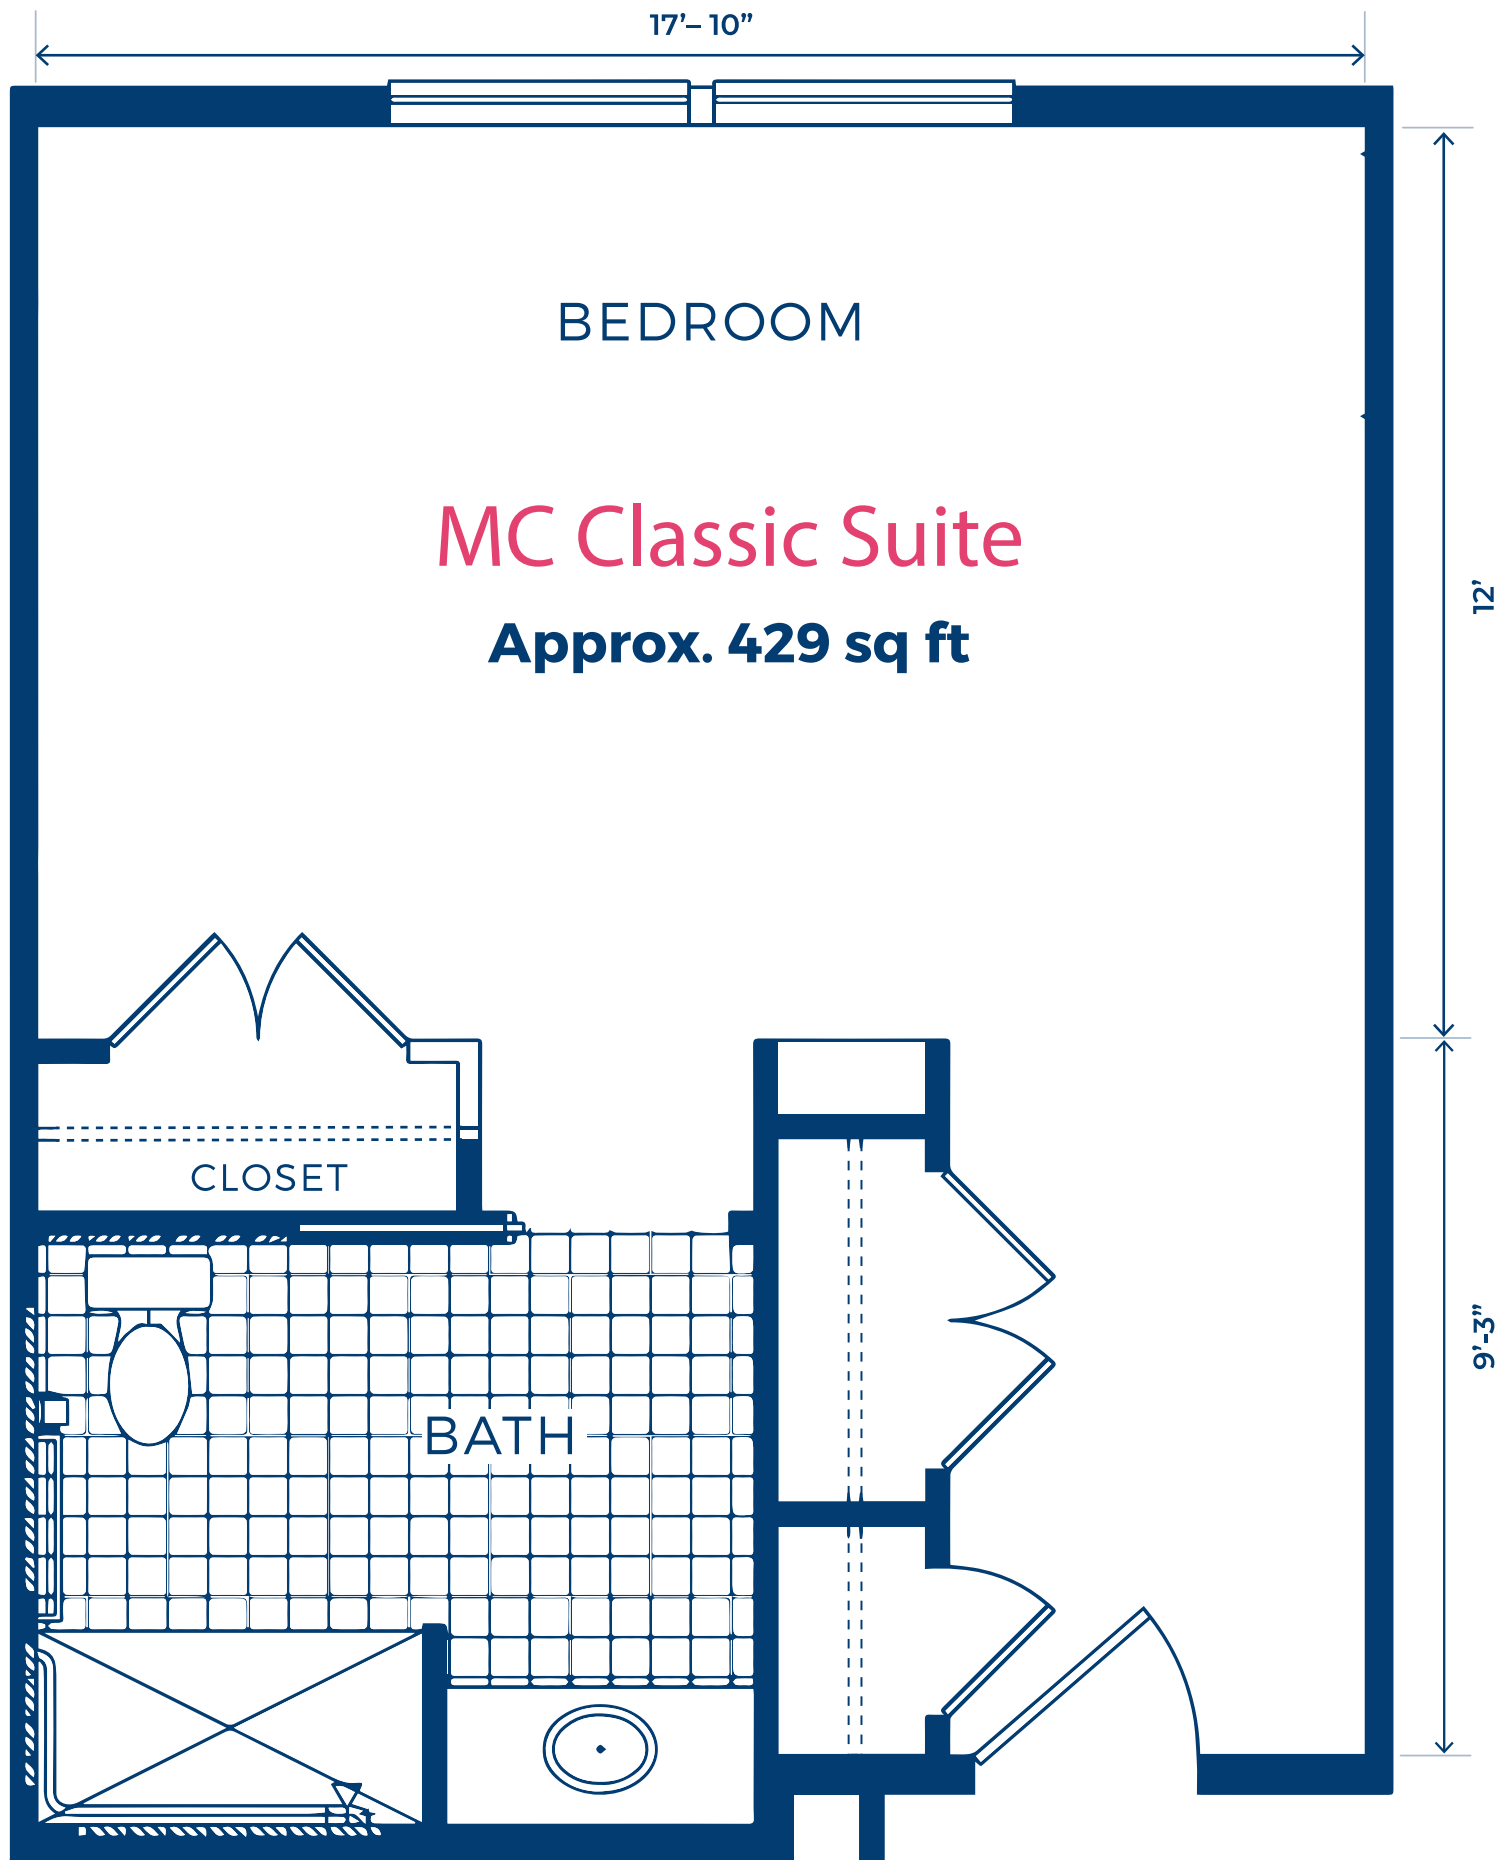 17’– 10”
BEDROOM
MC Classic Suite
Approx. 429 sq ft
12’
CLOSET
9’-3”
BATH